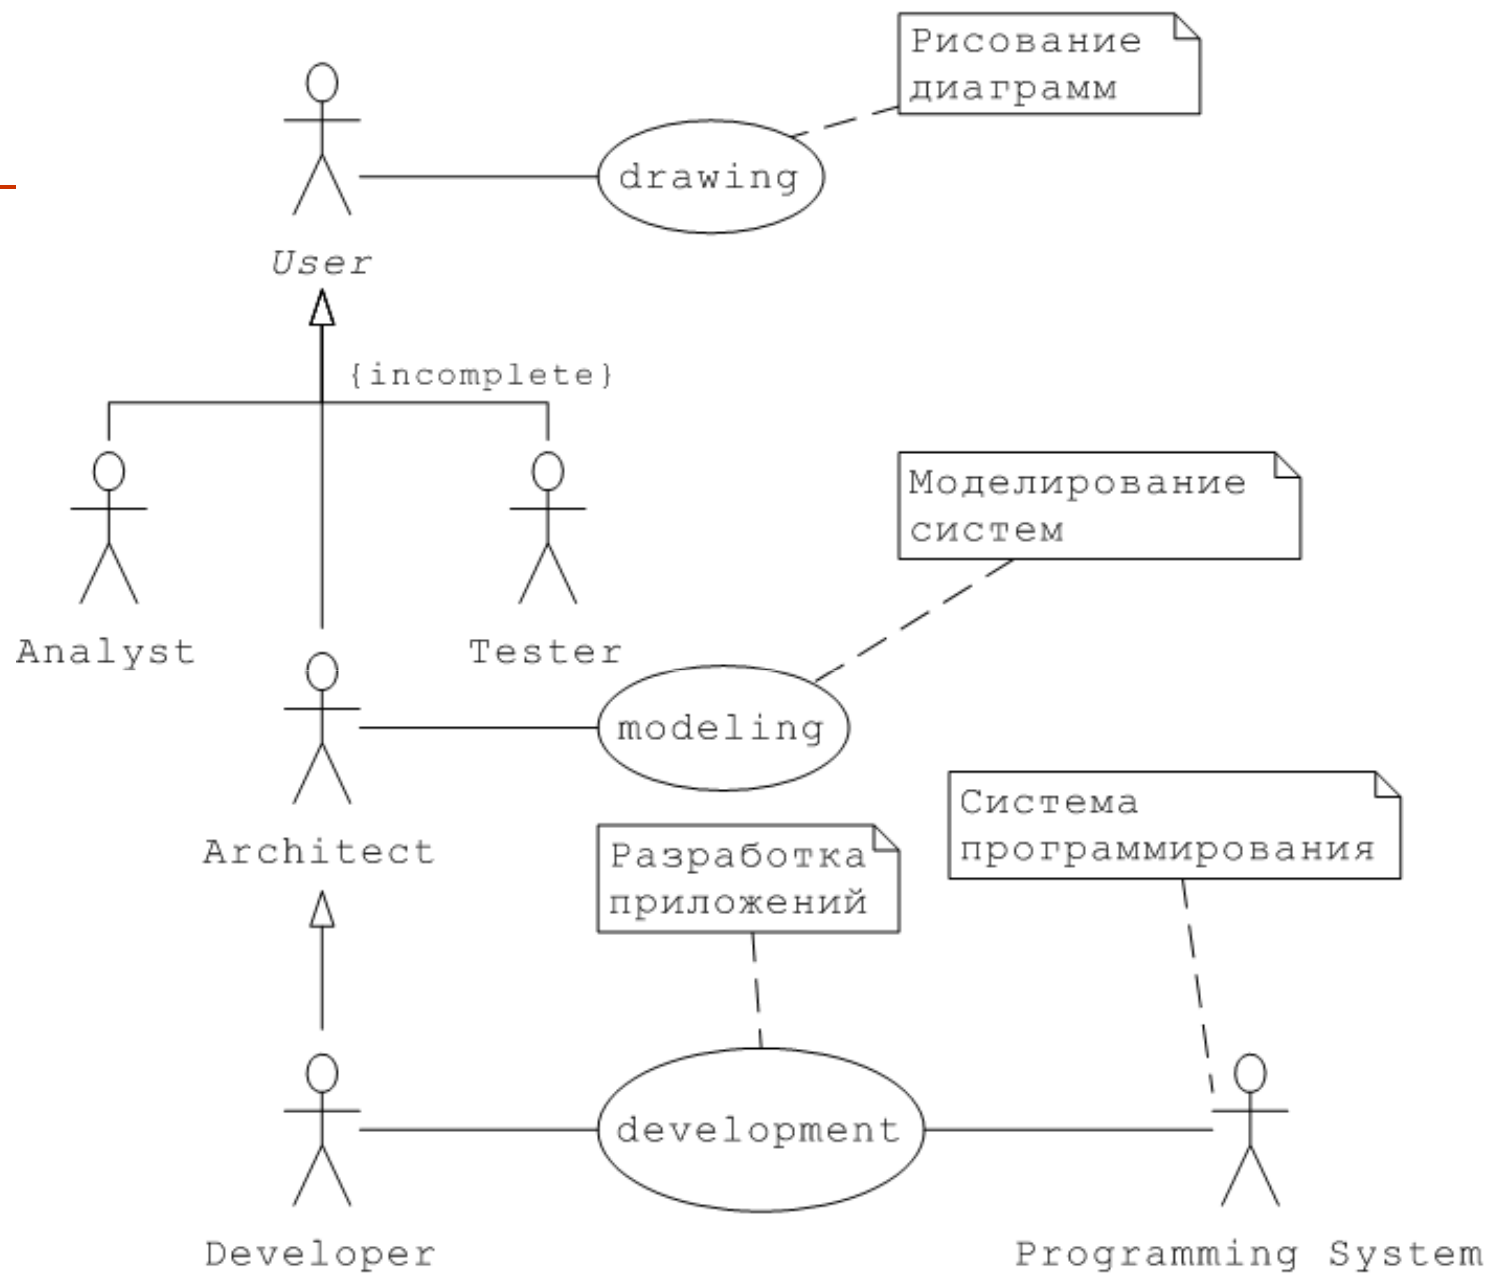 Рисование
диаграмм
drawing
User
{incomplete}
Analyst
Tester
Моделирование
систем
modeling
Architect
Разработка
приложений
Система
программирования
development
Developer
Programming System